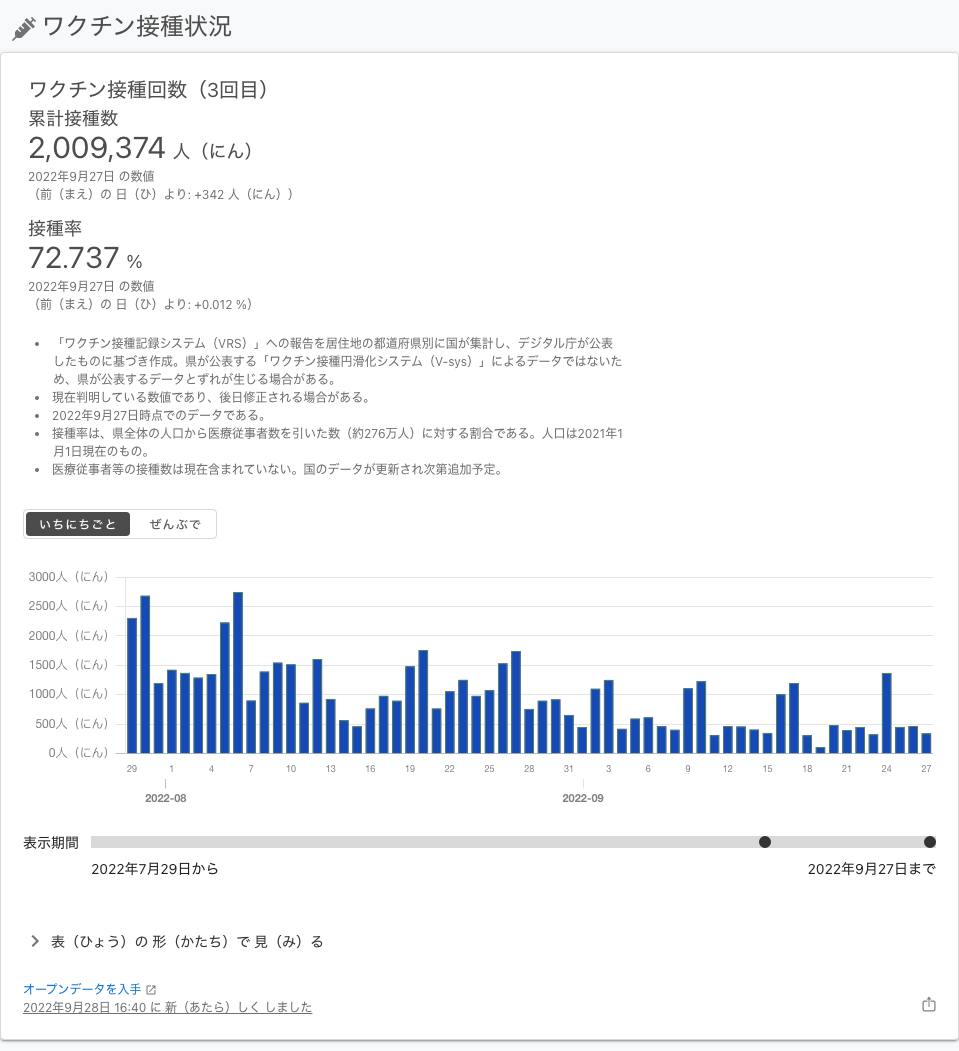 ワクチン接種状況
ワクチン接種回数（3回目）
累計接種数
2,009,374 人（にん）
2022年9月27日 の数値
（前（まえ）の 日（ひ）より: +342 人（にん））
接種率
72.737 %
2022年9月27日 の数値
（前（まえ）の 日（ひ）より: +0.012 %）
• 「ワクチン接種記録システム（VRS）」への報告を居住地の都道府県別に国が集計し、デジタル庁が公表
したものに基づき作成。県が公表する「ワクチン接種円滑化システム（V-sys）」によるデータではないた
め、県が公表するデータとずれが生じる場合がある。
• 現在判明している数値であり、後日修正される場合がある。
• 2022年9月27日時点でのデータである。
• 接種率は、県全体の人口から医療従事者数を引いた数（約276万人）に対する割合である。人口は2021年1
月1日現在のもの。
• 医療従事者等の接種数は現在含まれていない。国のデータが更新され次第追加予定。
いちにちごと ぜんぶで
3000人（にん）
2500人（にん）
2000人（にん）
1500人（にん）
1000人（にん）
500人（にん）
0人（にん）
29 1 4 7 10 13 16 19 22 25 28 31 3 6 9 12 15 18 21 24 27
2022-08 2022-09
表示期間
2022年7月29日から 2022年9月27日まで
表（ひょう）の 形（かたち）で 見（み）る
オープンデータを入手
2022年9月28日 16:40 に 新（あたら）しく しました